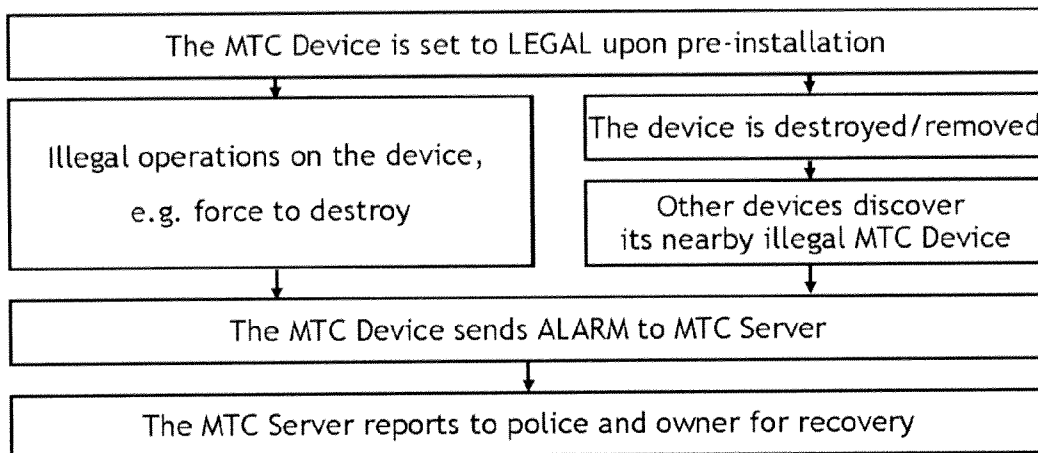 The MTC Device is set to LEGAL upon pre-installation
Illegal operations on the device,
e.g. force to destroy
The device is destroyed/removed
Other devices discover
its nearby illegal MTC Device
The MTC Device sends ALARM to MTC Server
The MTC Server reports to police and owner for recovery